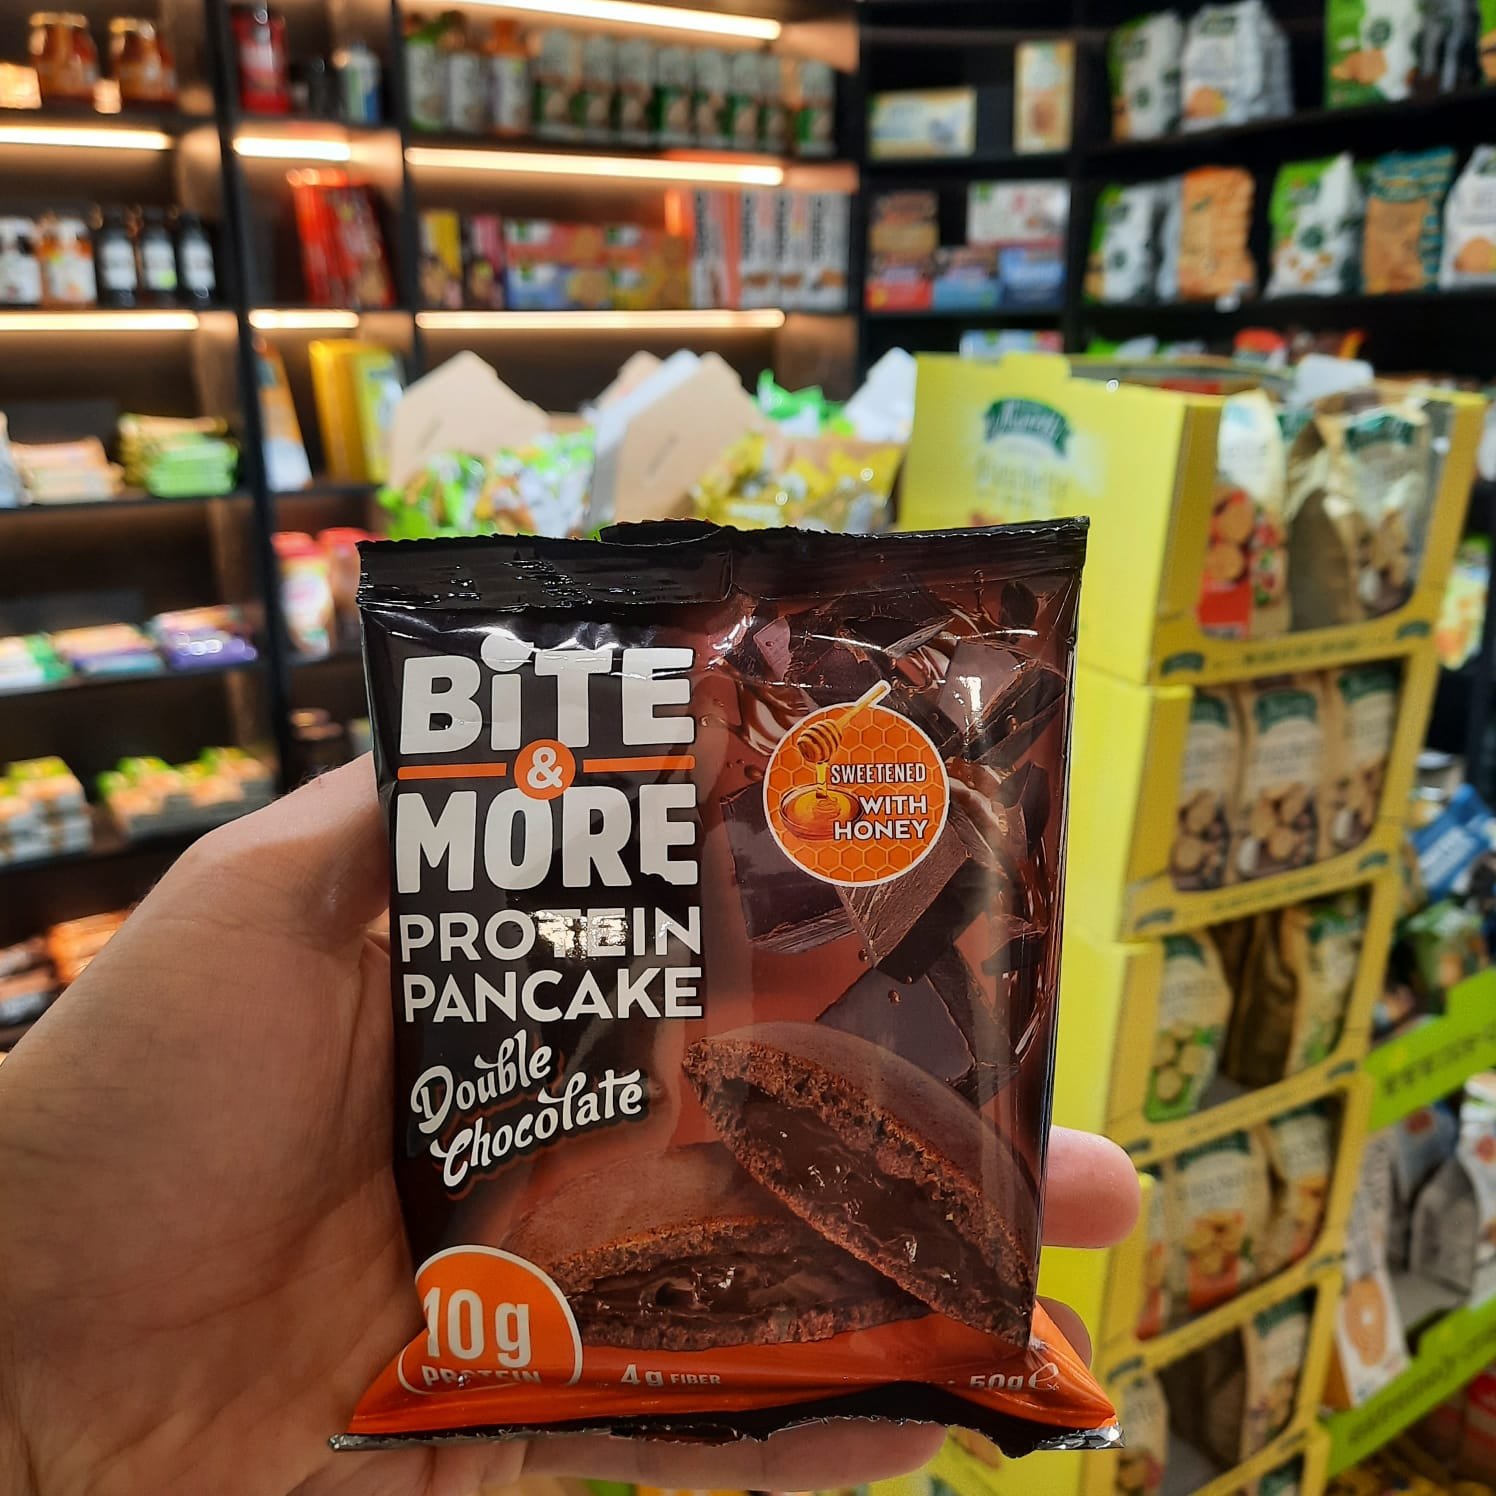 BiTE
&
MORE
PROTEIN
PANCAKE
Double
Chocolate
SWEETENED
WITH
HONEY
10g
PROTEIN
4g FIBER
50g